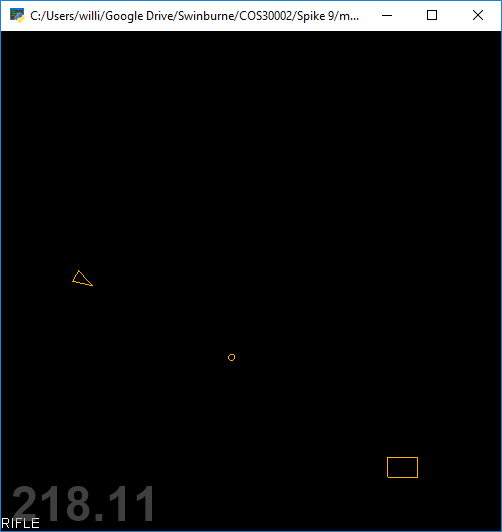 C:/Users/willi/Google Drive/Swinburne/COS30002/Spike 9/m...
218.11
RIFLE